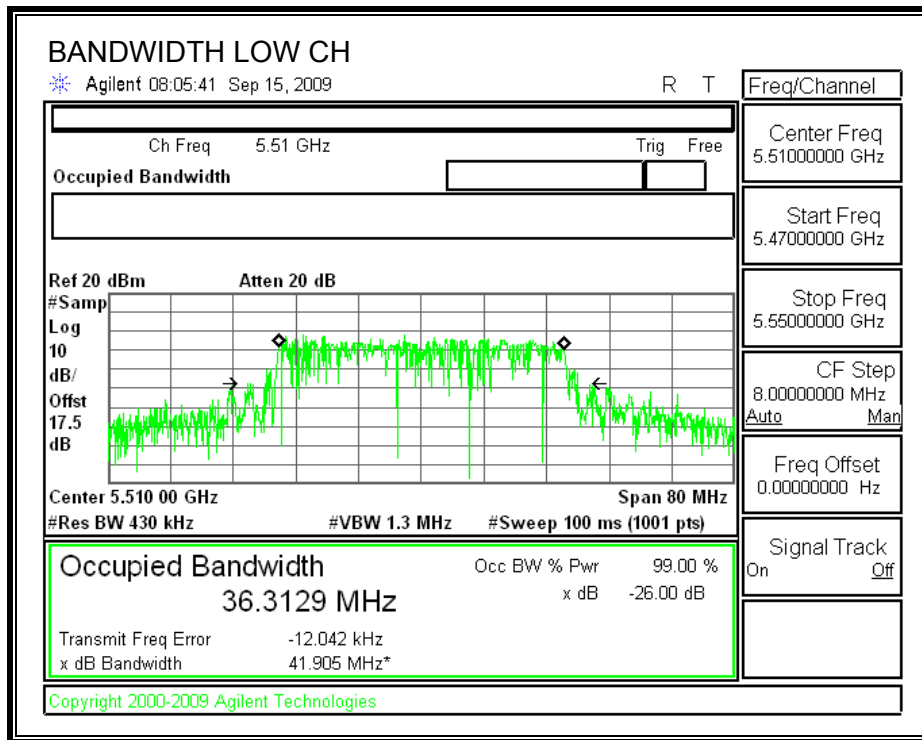 BANDWIDTH LOW CH
Agilent 08:05:41 Sep 15, 2009 R T
Freq/Channel
Ch Freq 5.51 GHz Trig Free
Occupied Bandwidth
Center Freq
5.51000000 GHz
Start Freq
5.47000000 GHz
Stop Freq
5.55000000 GHz
CF Step
8.00000000 MHz
Auto Man
Freq Offset
0.00000000 Hz
Signal Track
On Off
Ref 20 dBm Atten 20 dB
#Samp
Log
10
dB/
Offst
17.5
dB
Center 5.510 00 GHz Span 80 MHz
#Res BW 430 kHz #VBW 1.3 MHz #Sweep 100 ms (1001 pts)
Occupied Bandwidth Occ BW % Pwr 99.00 %
36.3129 MHz x dB -26.00 dB
Transmit Freq Error -12.042 kHz
x dB Bandwidth 41.905 MHz*
Copyright 2000-2009 Agilent Technologies